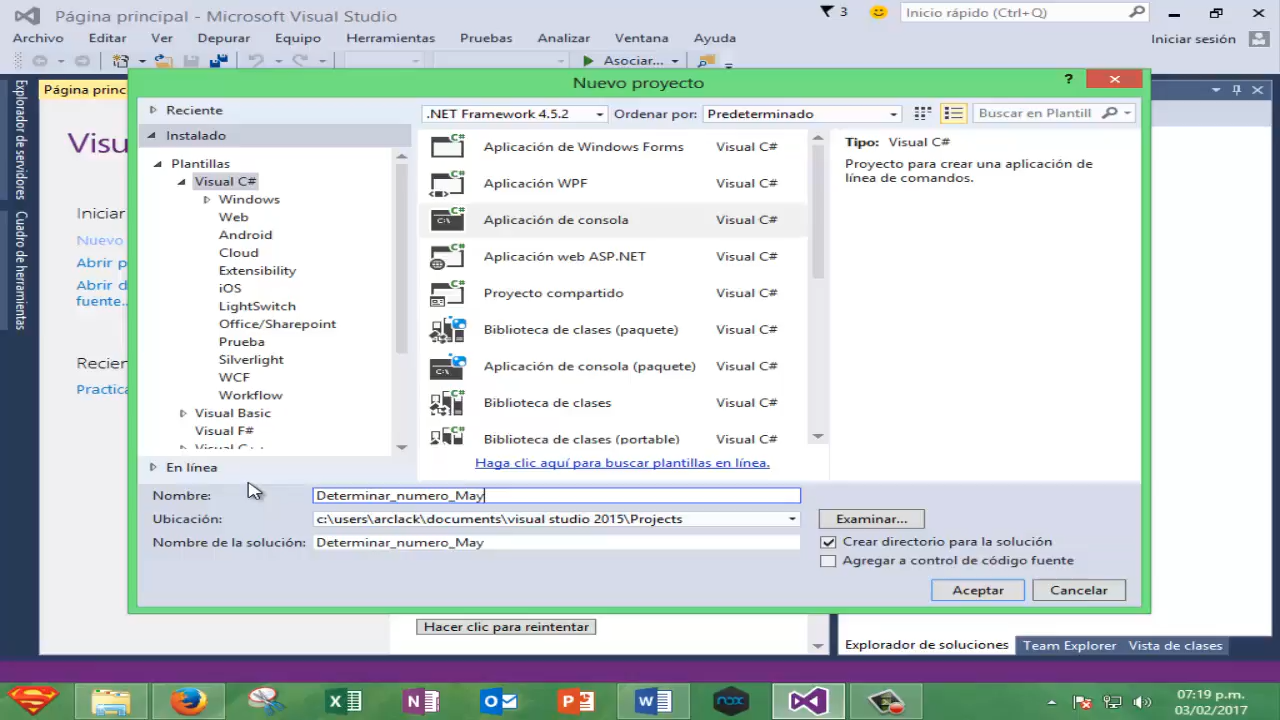 Página principal - Microsoft Visual Studio
3
Inicio rápido (Ctrl+Q)
Archivo Editar Ver Depurar Equipo Herramientas Pruebas Analizar Ventana Ayuda
Iniciar sesión
Asociar...
Explorador de servidores
Cuadro de herramientas
Página princ
Visu
Iniciar
Nuevo
Abrir p
Abrir d
fuente..
Recien
Practica
Nuevo proyecto
?
Reciente
Instalado
Plantillas
Visual C#
Windows
Web
Android
Cloud
Extensibility
iOS
LightSwitch
Office/Sharepoint
Prueba
Silverlight
WCF
Workflow
Visual Basic
Visual F#
Visual C++
En línea
.NET Framework 4.5.2 Ordenar por: Predeterminado
Buscar en Plantill
Aplicación de Windows Forms Visual C#
Aplicación WPF Visual C#
Aplicación de consola Visual C#
Aplicación web ASP.NET Visual C#
Proyecto compartido Visual C#
Biblioteca de clases (paquete) Visual C#
Aplicación de consola (paquete) Visual C#
Biblioteca de clases Visual C#
Biblioteca de clases (portable) Visual C#
Haga clic aquí para buscar plantillas en línea.
Tipo: Visual C#
Proyecto para crear una aplicación de
línea de comandos.
Nombre: Determinar_numero_May
Ubicación: c:\users\arclack\documents\visual studio 2015\Projects
Nombre de la solución: Determinar_numero_May
Examinar...
Crear directorio para la solución
Agregar a control de código fuente
Aceptar Cancelar
Hacer clic para reintentar
Explorador de soluciones Team Explorer Vista de clases
nox
07:19 p.m.
03/02/2017